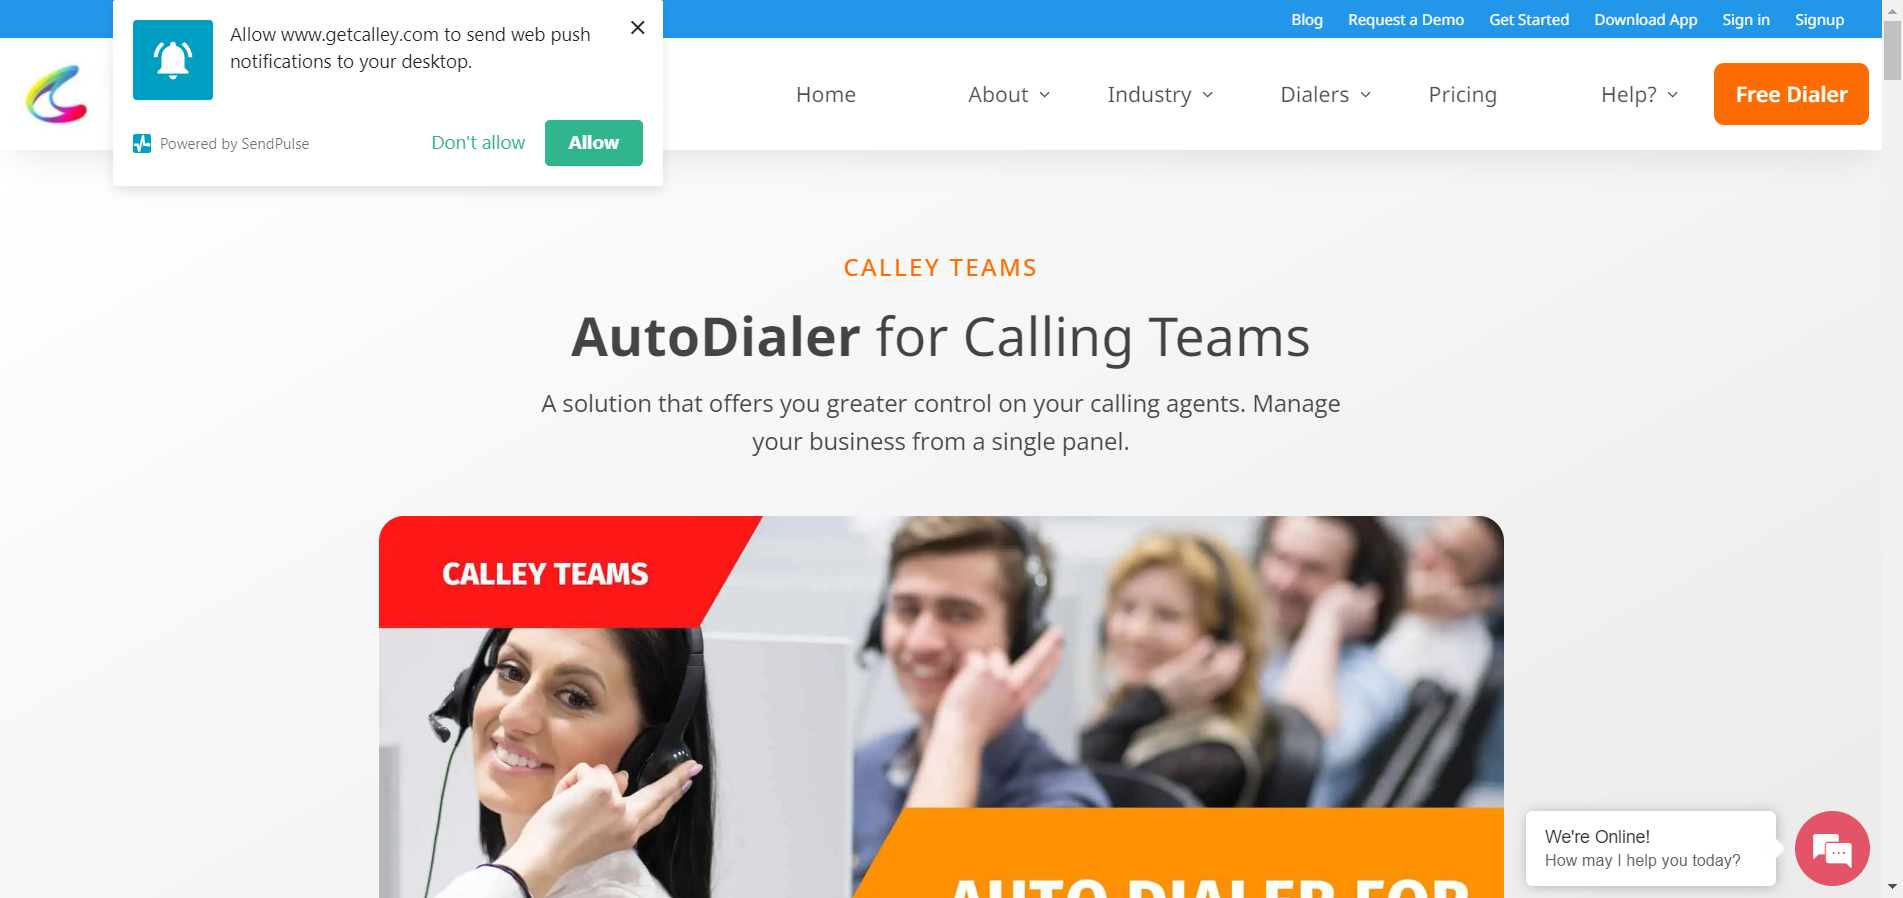 Blog Request a Demo Get Started Download App Sign in Signup
Allow www.getcalley.com to send web push
notifications to your desktop.
Powered by SendPulse
Don't allow
Allow
Home About Industry Dialers Pricing Help? Free Dialer
CALLEY TEAMS
AutoDialer for Calling Teams
A solution that offers you greater control on your calling agents. Manage
your business from a single panel.
CALLEY TEAMS
AUTO DIALER FOR
We're Online!
How may I help you today?